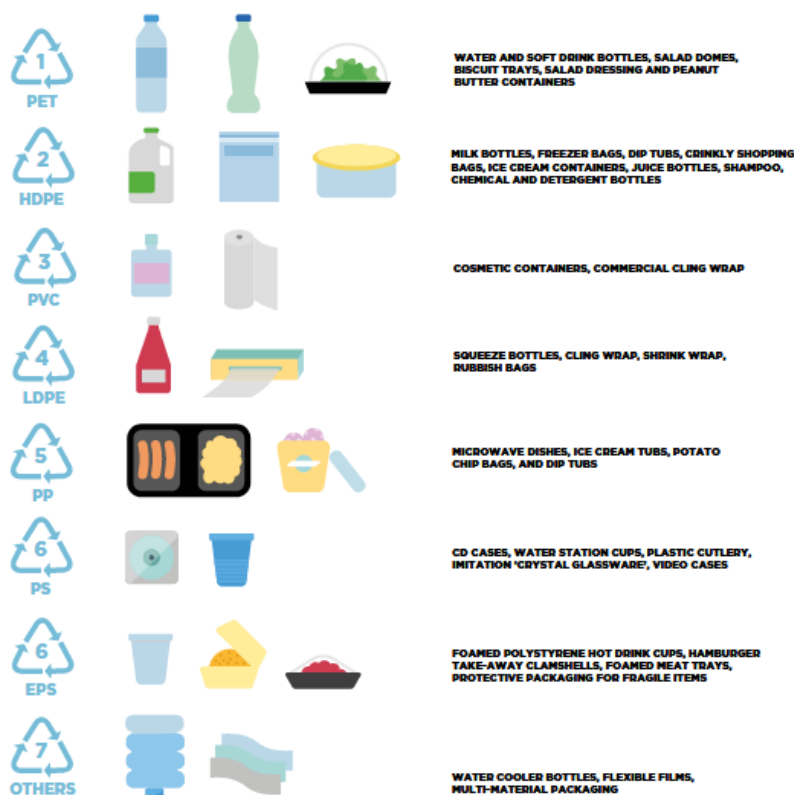 1
PET
WATER AND SOFT DRINK BOTTLES, SALAD DOMES,
BISCUIT TRAYS, SALAD DRESSING AND PEANUT
BUTTER CONTAINERS
2
HDPE
MILK BOTTLES, FREEZER BAGS, DIP TUBS, CRINKLY SHOPPING
BAGS, ICE CREAM CONTAINERS, JUICE BOTTLES, SHAMPOO,
CHEMICAL AND DETERGENT BOTTLES
3
PVC
COSMETIC CONTAINERS, COMMERCIAL CLING WRAP
4
LDPE
SQUEEZE BOTTLES, CLING WRAP, SHRINK WRAP,
RUBBISH BAGS
5
PP
MICROWAVE DISHES, ICE CREAM TUBS, POTATO
CHIP BAGS, AND DIP TUBS
6
PS
CD CASES, WATER STATION CUPS, PLASTIC CUTLERY,
IMITATION ‘CRYSTAL GLASSWARE’, VIDEO CASES
6
EPS
FOAMED POLYSTYRENE HOT DRINK CUPS, HAMBURGER
TAKE-AWAY CLAMSHELLS, FOAMED MEAT TRAYS,
PROTECTIVE PACKAGING FOR FRAGILE ITEMS
7
OTHERS
WATER COOLER BOTTLES, FLEXIBLE FILMS,
MULTI-MATERIAL PACKAGING